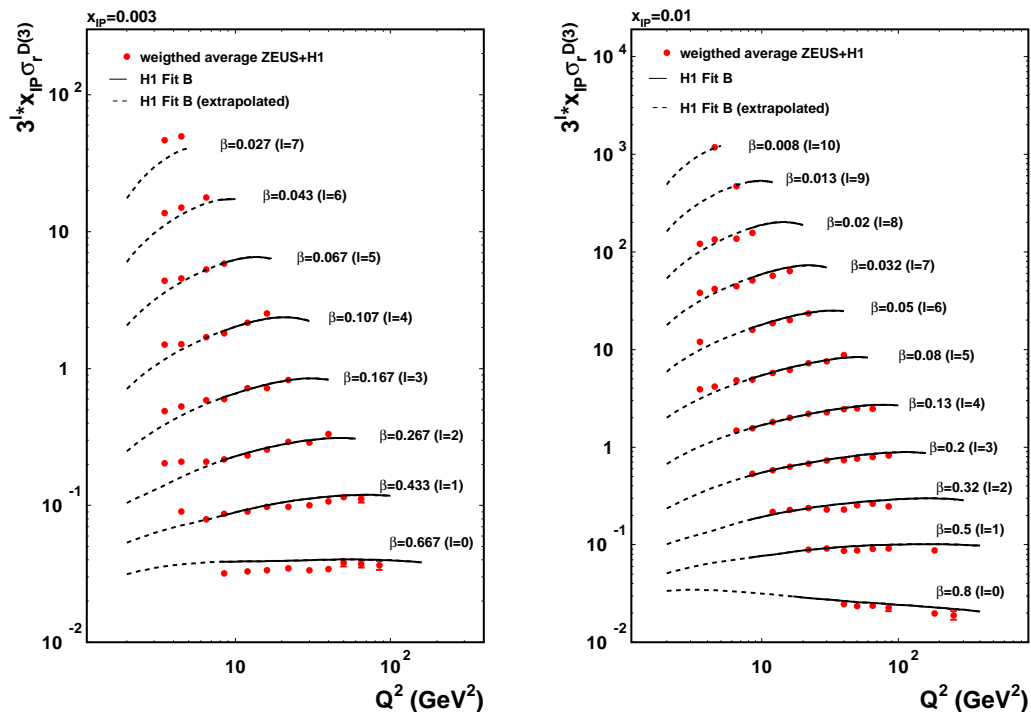 x_IP=0.003
3^l*x_IPσ_r^D(3)
weigthed average ZEUS+H1
H1 Fit B
H1 Fit B (extrapolated)
β=0.027 (l=7)
β=0.043 (l=6)
β=0.067 (l=5)
β=0.107 (l=4)
β=0.167 (l=3)
β=0.267 (l=2)
β=0.433 (l=1)
β=0.667 (l=0)
10^2
10
1
10^-1
10^-2
10
10^2
Q^2 (GeV^2)
x_IP=0.01
3^l*x_IPσ_r^D(3)
weigthed average ZEUS+H1
H1 Fit B
H1 Fit B (extrapolated)
β=0.008 (l=10)
β=0.013 (l=9)
β=0.02 (l=8)
β=0.032 (l=7)
β=0.05 (l=6)
β=0.08 (l=5)
β=0.13 (l=4)
β=0.2 (l=3)
β=0.32 (l=2)
β=0.5 (l=1)
β=0.8 (l=0)
10^4
10^3
10^2
10
1
10^-1
10^-2
10
10^2
Q^2 (GeV^2)